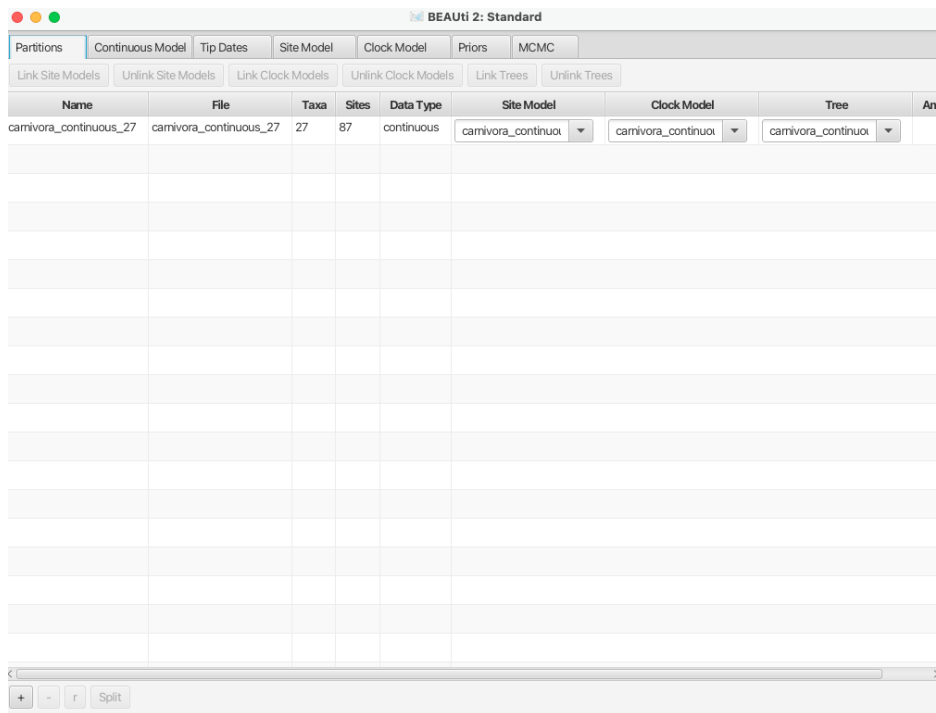 BEAUti 2: Standard
Partitions Continuous Model Tip Dates Site Model Clock Model Priors MCMC
Link Site Models Unlink Site Models Link Clock Models Unlink Clock Models Link Trees Unlink Trees
Name File Taxa Sites Data Type Site Model Clock Model Tree An
carnivora_continuous_27 carnivora_continuous_27 27 87 continuous carnivora_continuou carnivora_continuou carnivora_continuou
+ - r Split